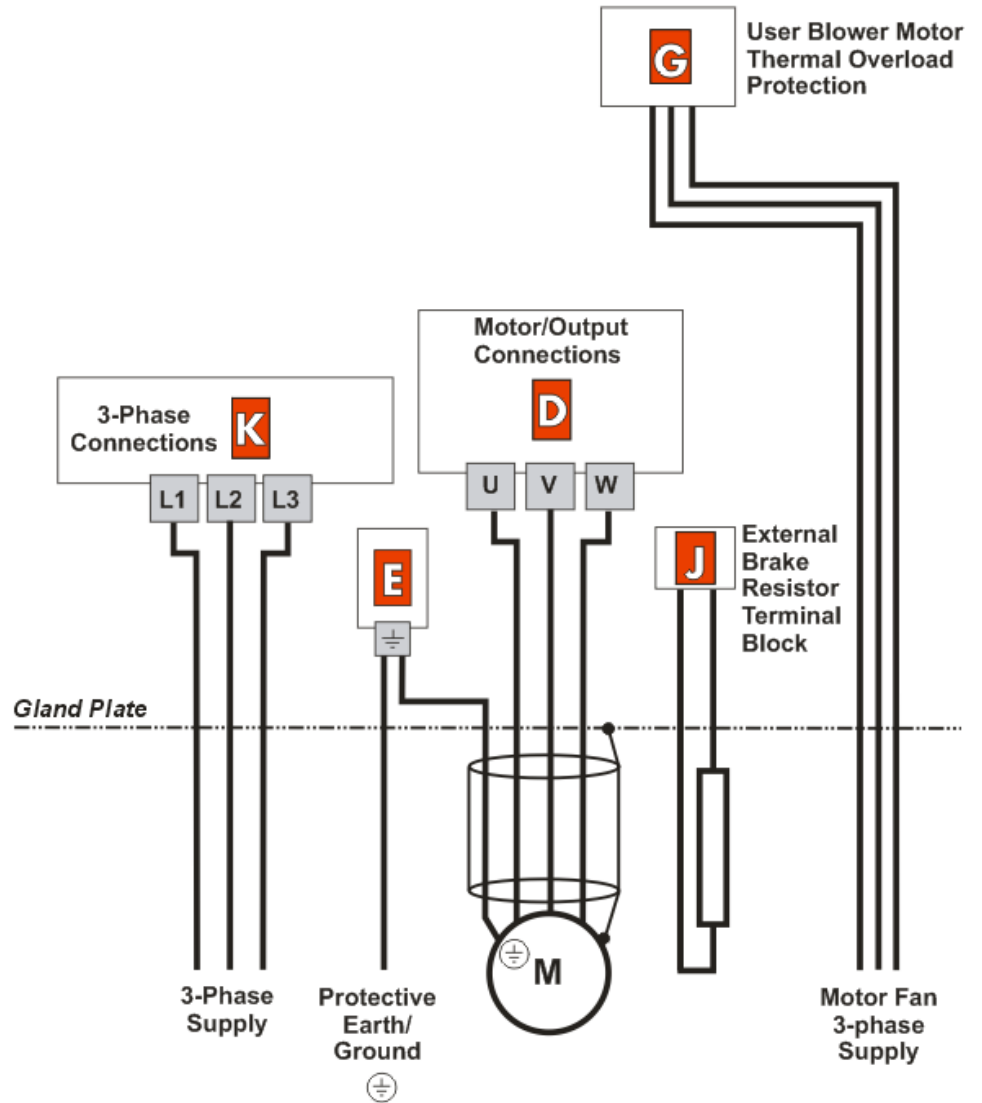 G
User Blower Motor
Thermal Overload
Protection
Motor/Output
Connections
D
3-Phase
Connections
K
U
V
W
L1
L2
L3
E
J
External
Brake
Resistor
Terminal
Block
Gland Plate
M
3-Phase
Supply
Protective
Earth/
Ground
Motor Fan
3-phase
Supply